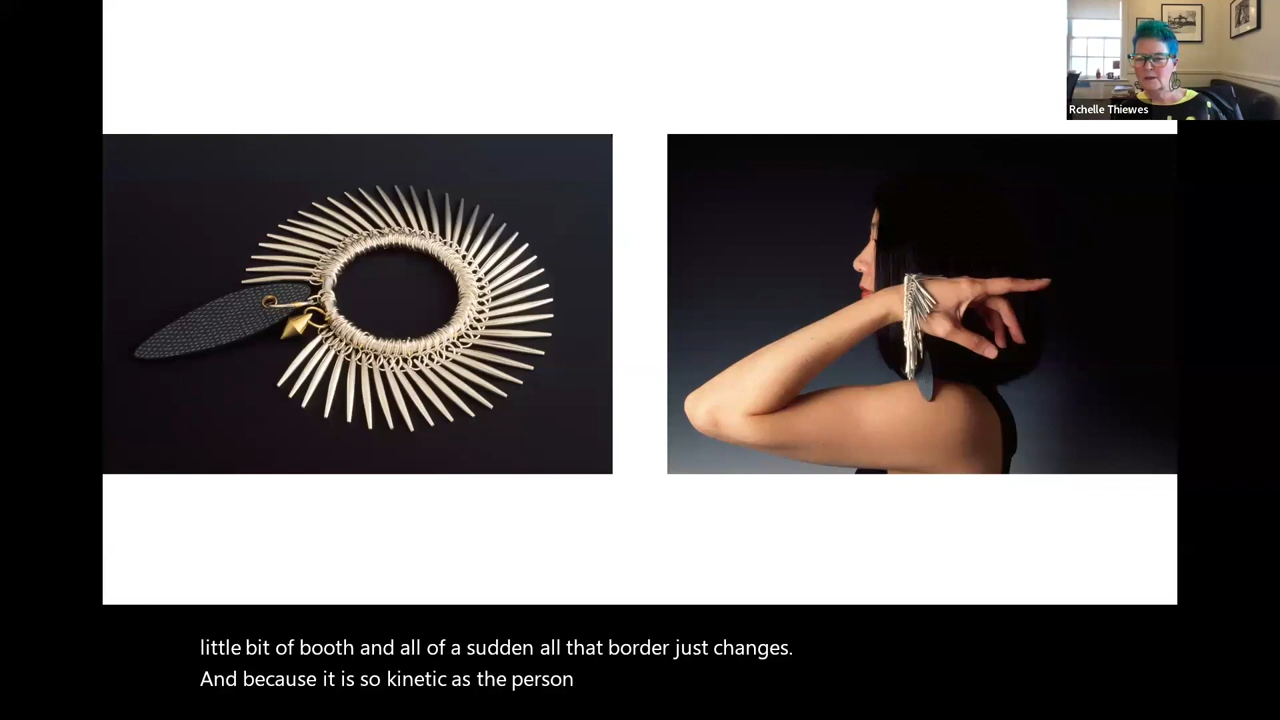 Rchelle Thiewes
little bit of booth and all of a sudden all that border just changes.
And because it is so kinetic as the person